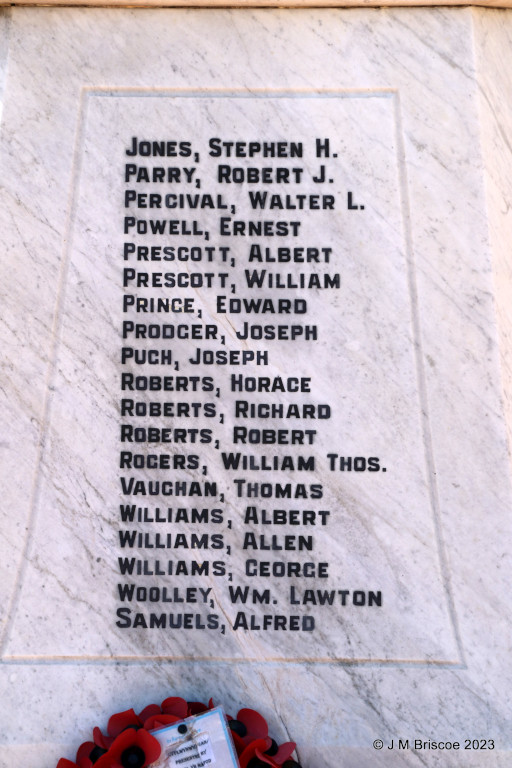 JONES, STEPHEN H.
PARRY, ROBERT J.
PERCIVAL, WALTER L.
POWELL, ERNEST
PRESCOTT, ALBERT
PRESCOTT, WILLIAM
PRINCE, EDWARD
PRODGER, JOSEPH
PUGH, JOSEPH
ROBERTS, HORACE
ROBERTS, RICHARD
ROBERTS, ROBERT
ROGERS, WILLIAM THOS.
VAUGHAN, THOMAS
WILLIAMS, ALBERT
WILLIAMS, ALLEN
WILLIAMS, GEORGE
WOOLLEY, WM. LAWTON
SAMUELS, ALFRED
© J M Briscoe 2023